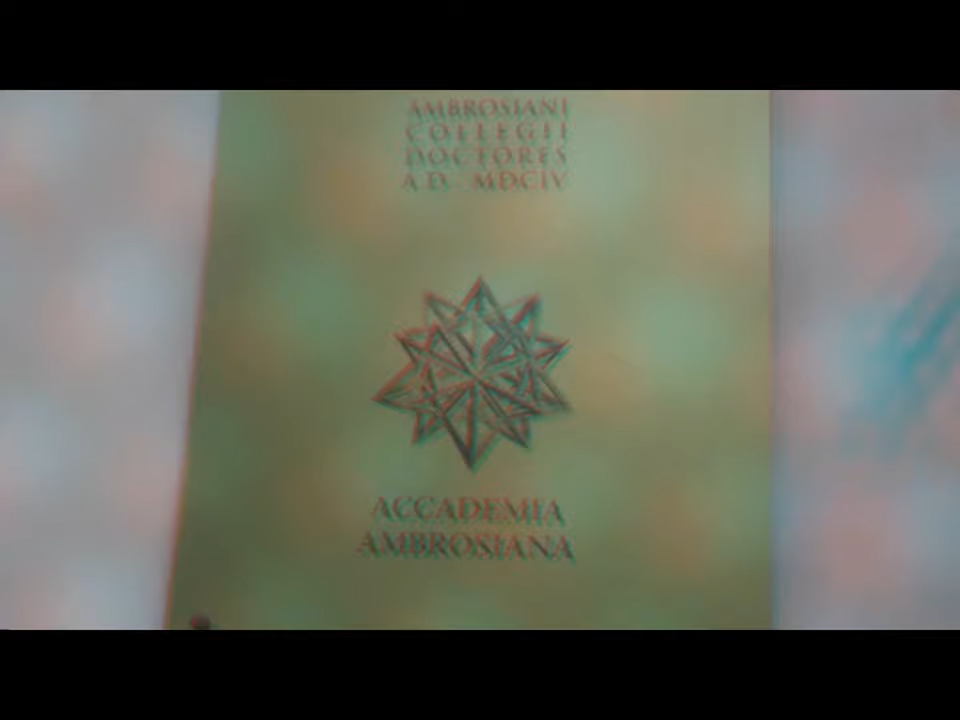 AMBROSIANI
COLLEGII
DOCTORES
A.D. MDCIV
ACCADEMIA
AMBROSIANA